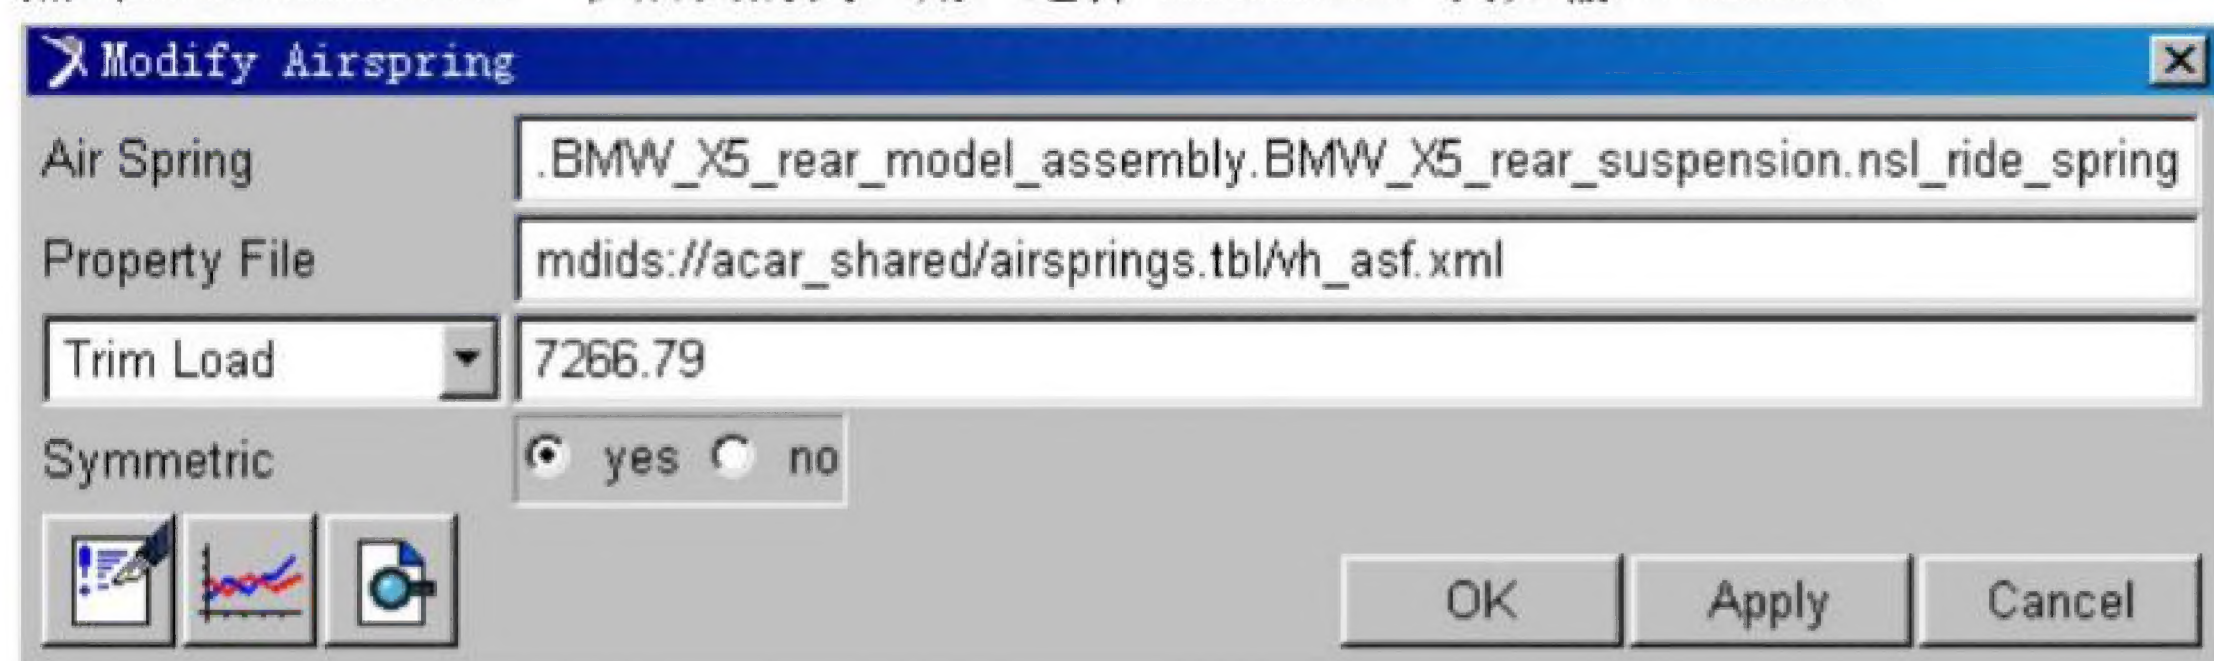 Modify Airspring
Air Spring .BMW_X5_rear_model_assembly.BMW_X5_rear_suspension.nsl_ride_spring
Property File mdids://acar_shared/airsprings.tbl/vh_asf.xml
Trim Load 7266.79
Symmetric yes no
OK Apply Cancel